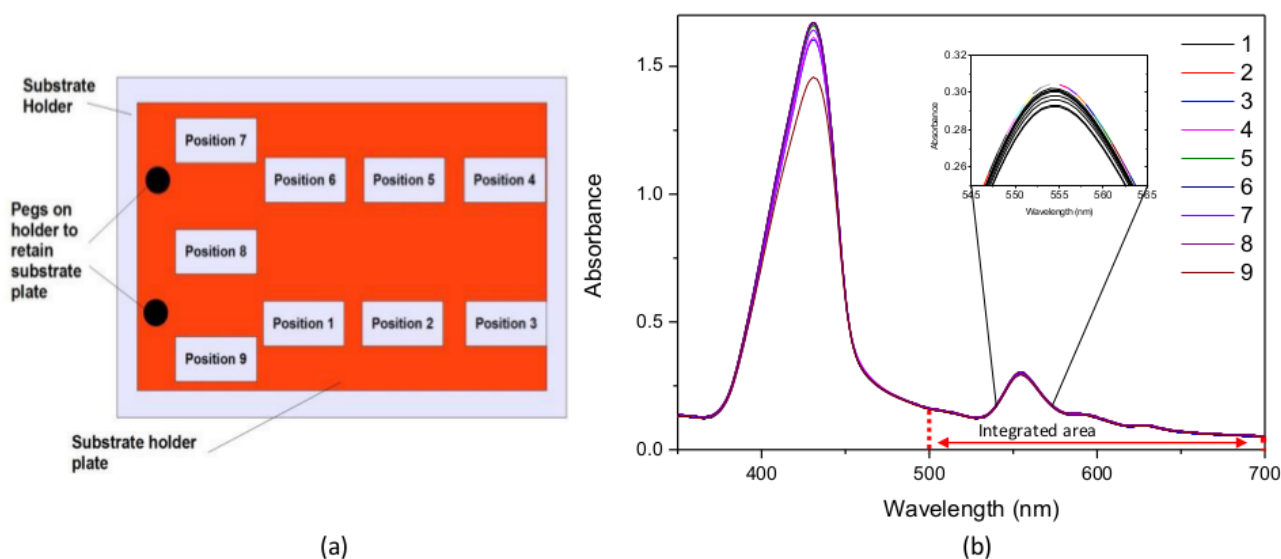 Substrate
Holder
Pegs on
holder to
retain
substrate
plate
Position 7
Position 6
Position 5
Position 4
Position 8
Position 1
Position 2
Position 3
Position 9
Substrate holder
plate
(a)
Absorbance
1.5
1.0
0.5
0.0
400
500
600
700
Wavelength (nm)
Integrated area
Absorbance
0.32
0.30
0.28
0.26
545
550
555
560
565
Wavelength (nm)
1
2
3
4
5
6
7
8
9
(b)